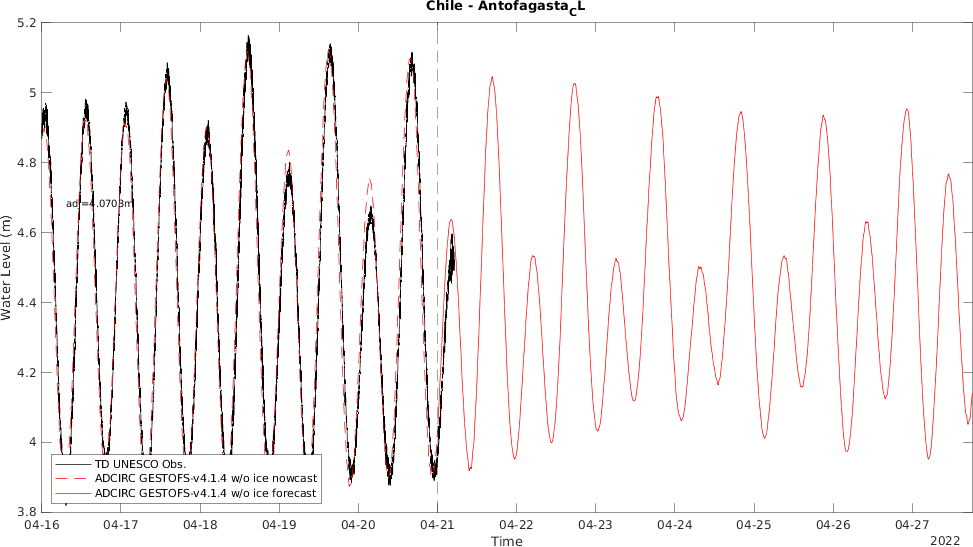 Chile - Antofagasta_CL
5.2
5
4.8
4.6
4.4
4.2
4
3.8
Water Level (m)
adj=4.0703m
TD UNESCO Obs.
ADCIRC GESTOFS-v4.1.4 w/o ice nowcast
ADCIRC GESTOFS-v4.1.4 w/o ice forecast
04-16 04-17 04-18 04-19 04-20 04-21 04-22 04-23 04-24 04-25 04-26 04-27
Time
2022